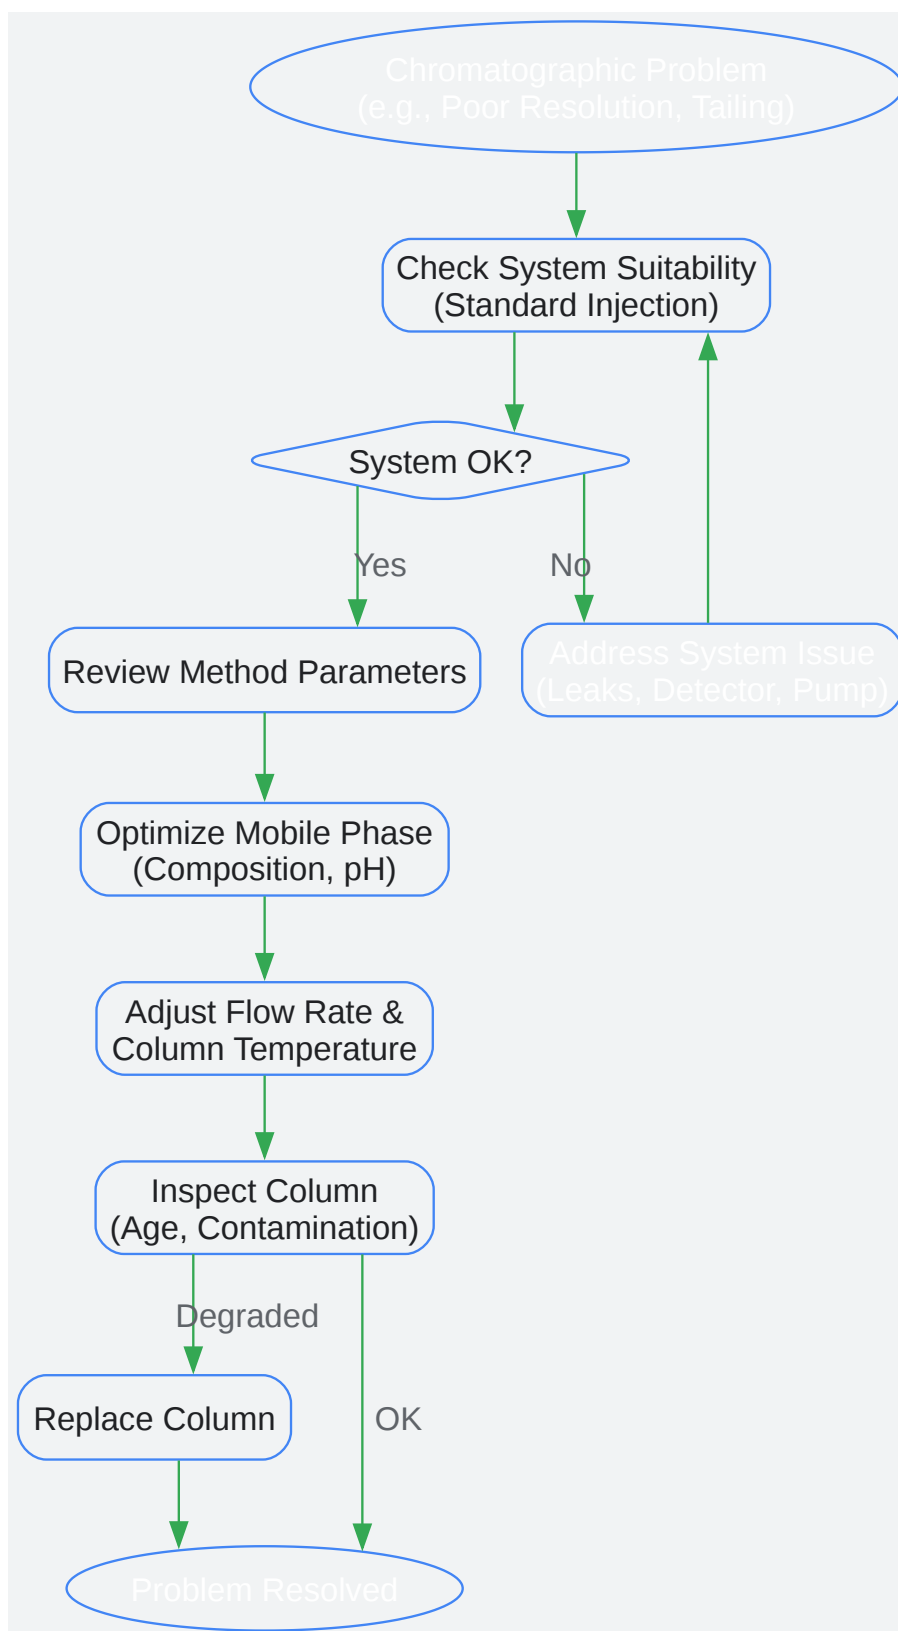 Chromatographic Problem
(e.g., Poor Resolution, Tailing)
Check System Suitability
(Standard Injection)
System OK?
Yes
No
Review Method Parameters
Address System Issue
(Leaks, Detector, Pump)
Optimize Mobile Phase
(Composition, pH)
Adjust Flow Rate &
Column Temperature
Inspect Column
(Age, Contamination)
Degraded
Replace Column
OK
Problem Resolved